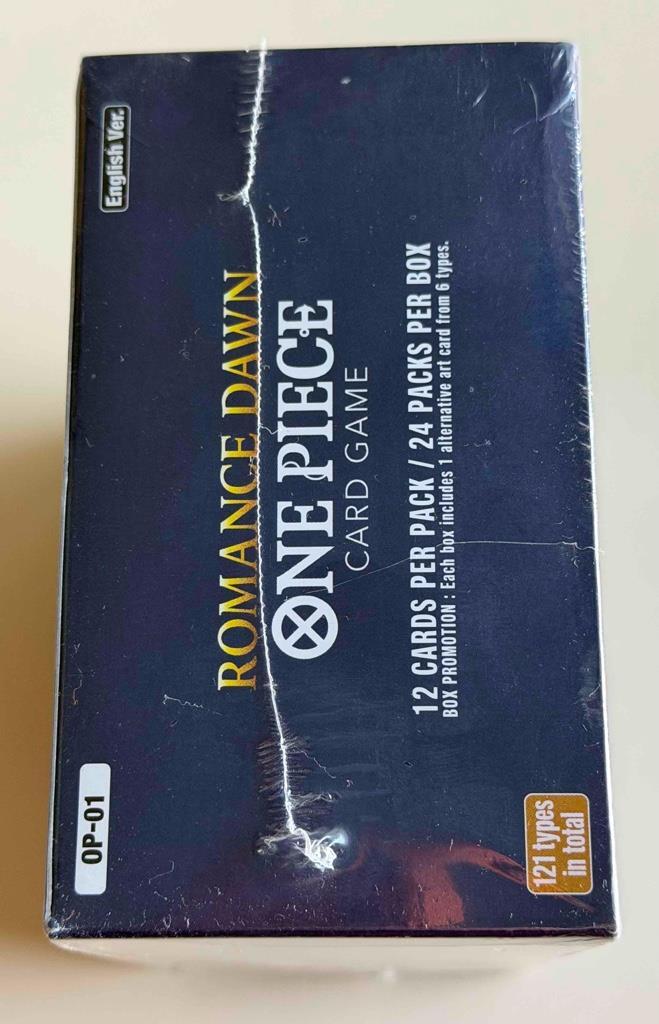 OP-01
English Ver.
ROMANCE DAWN
ONE PIECE
CARD GAME
12 CARDS PER PACK / 24 PACKS PER BOX
BOX PROMOTION : Each box includes 1 alternative art card from 6 types.
121 types
in total